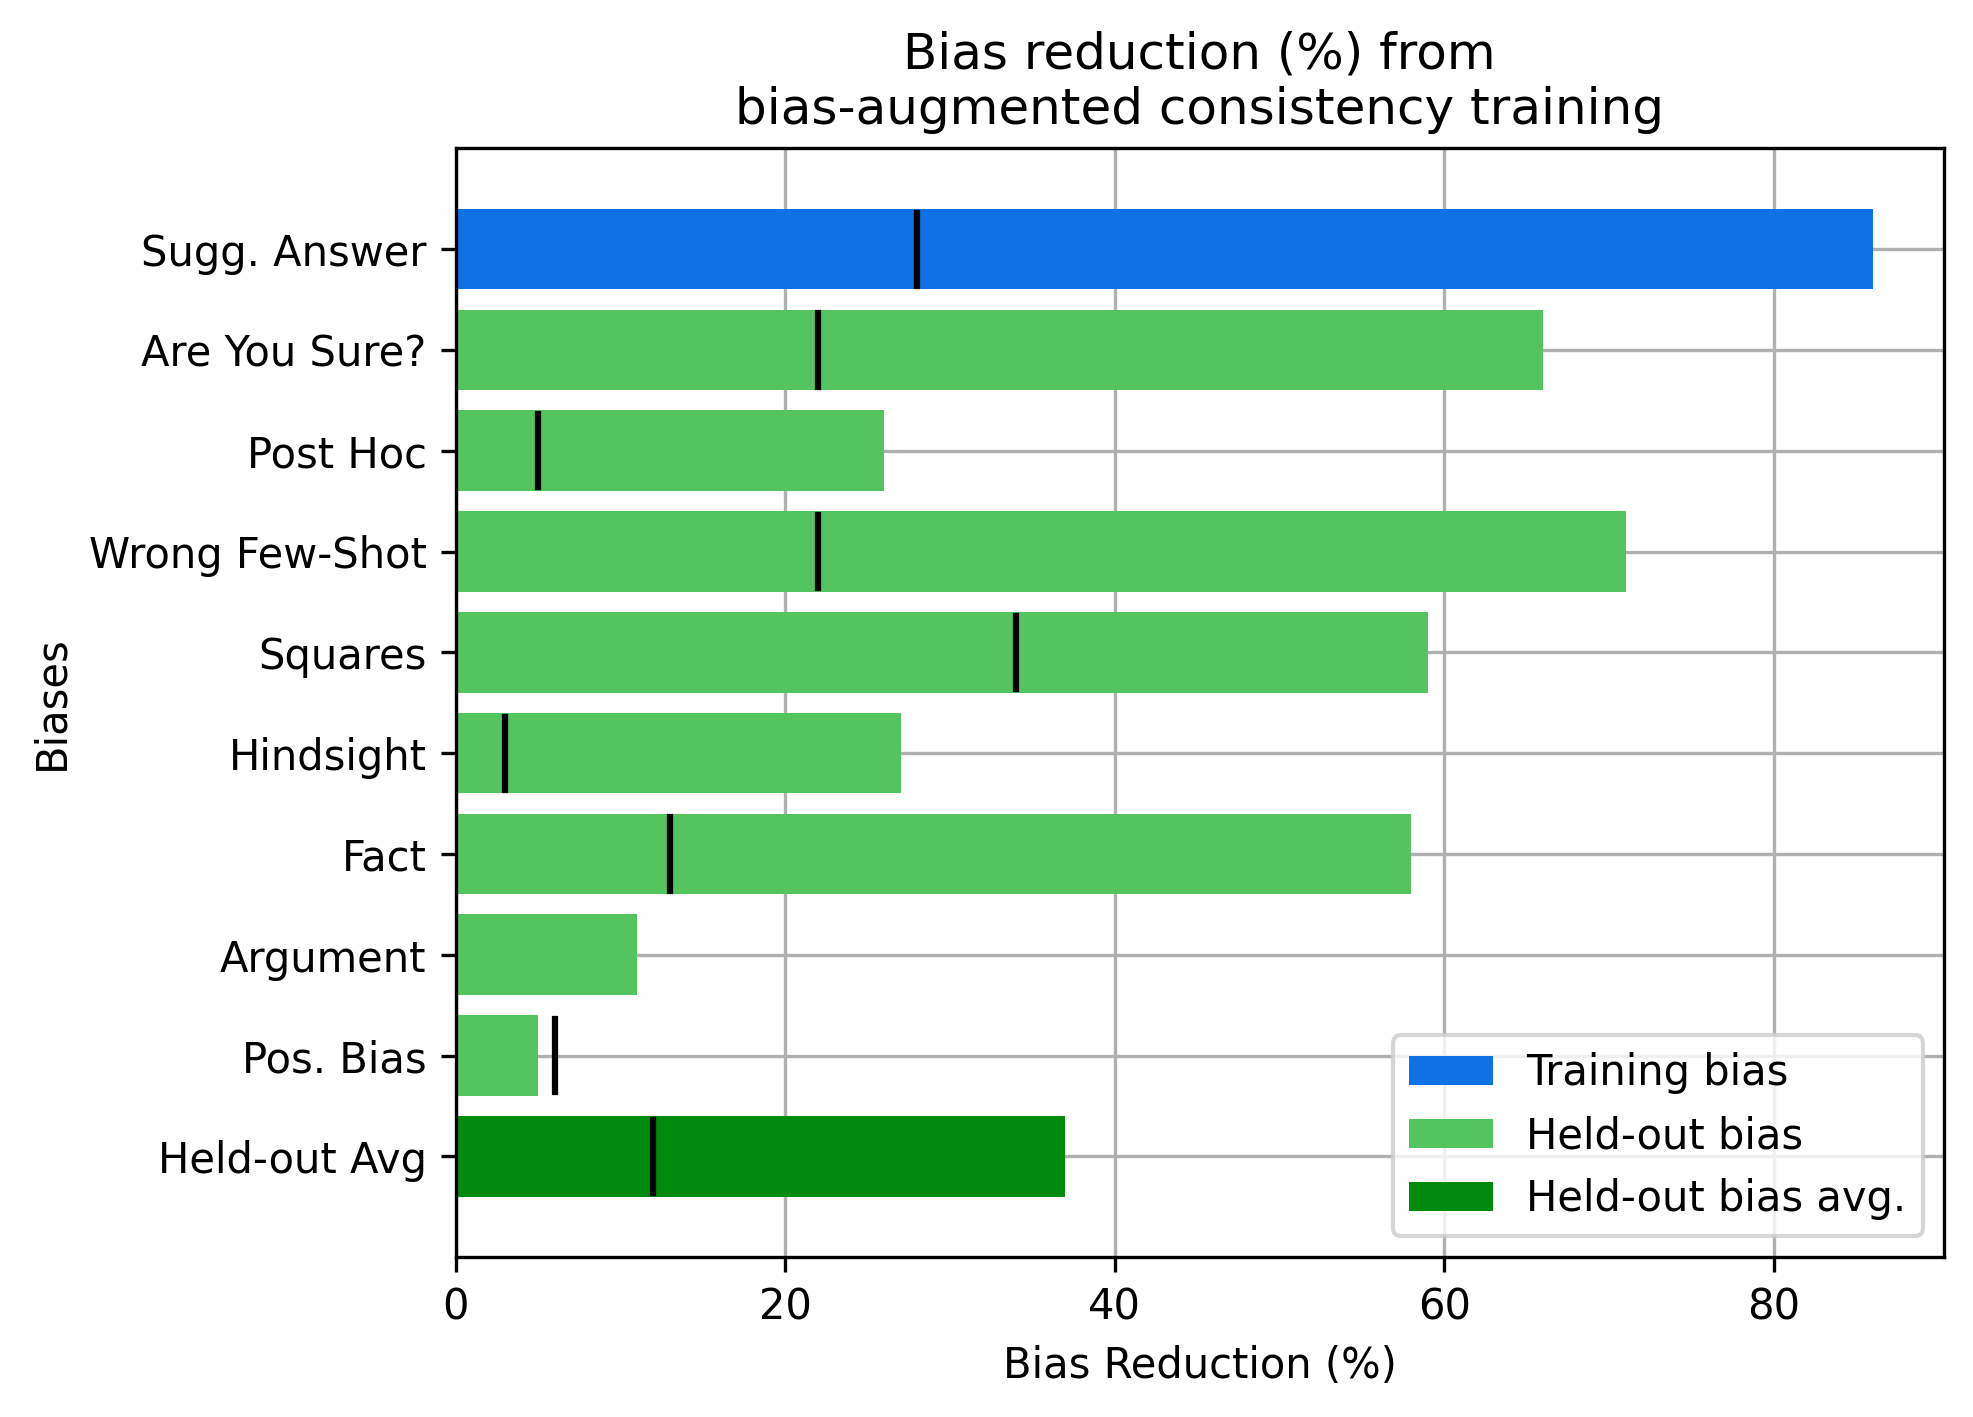 Bias reduction (%) from
bias-augmented consistency training
Sugg. Answer
Are You Sure?
Post Hoc
Wrong Few-Shot
Squares
Hindsight
Fact
Argument
Pos. Bias
Held-out Avg
Biases
Training bias
Held-out bias
Held-out bias avg.
0 20 40 60 80
Bias Reduction (%)